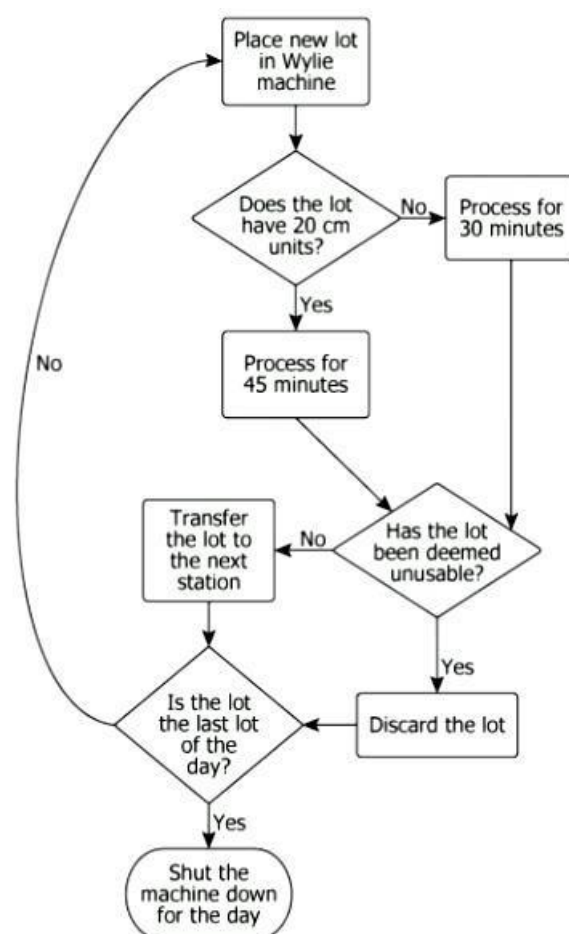 Place new lot
in Wylie
machine
Does the lot
have 20 cm
units?
No
Process for
30 minutes
Yes
Process for
45 minutes
No
Has the lot
been deemed
unusable?
No
Transfer
the lot to
the next
station
Yes
Discard the lot
Is the lot
the last lot
of the
day?
Yes
Shut the
machine down
for the day